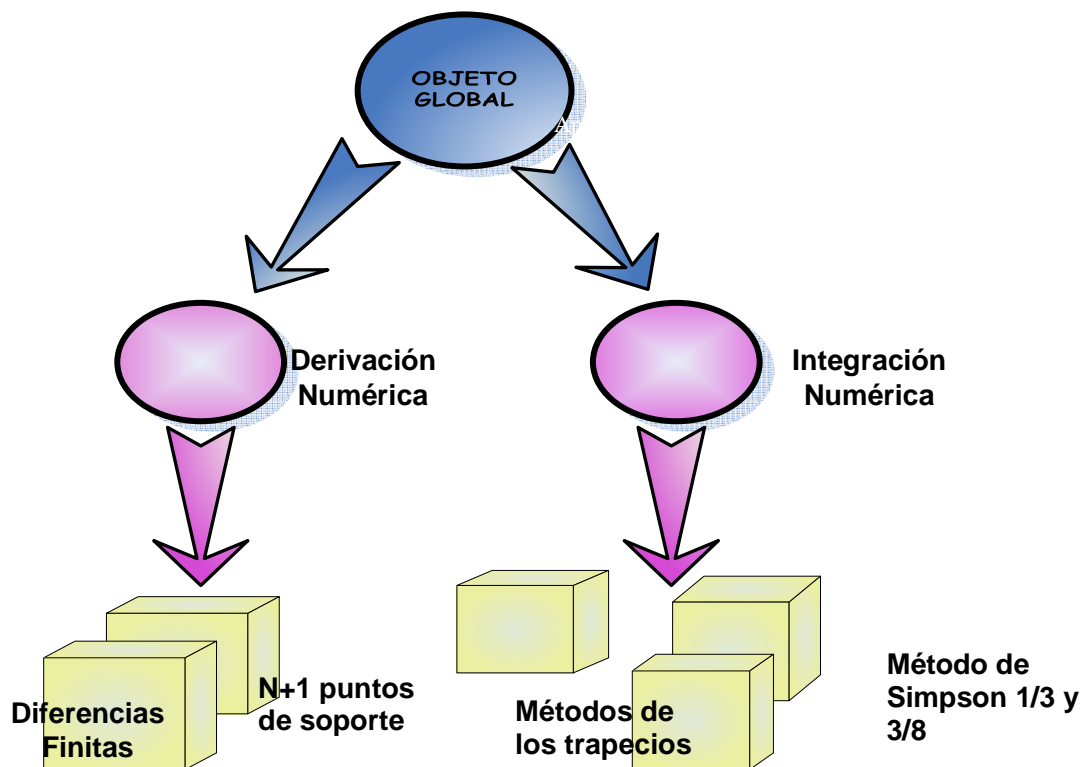 OBJETO
GLOBAL
A
Derivación
Numérica
Integración
Numérica
Diferencias
Finitas
N+1 puntos
de soporte
Métodos de
los trapecios
Método de
Simpson 1/3 y
3/8